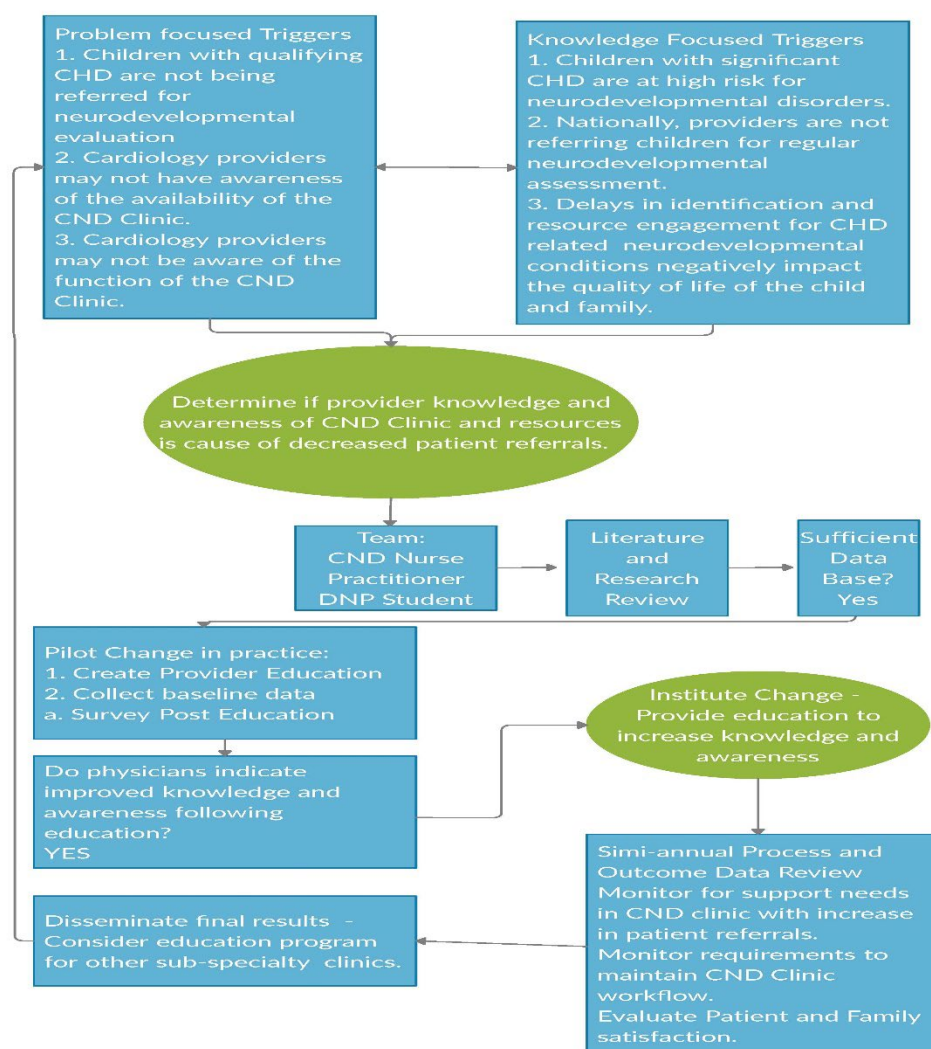 Problem focused Triggers
1. Children with qualifying
CHD are not being
referred for
neurodevelopmental
evaluation
2. Cardiology providers
may not have awareness
of the availability of the
CND Clinic.
3. Cardiology providers
may not be aware of the
function of the CND
Clinic.
Knowledge Focused Triggers
1. Children with significant
CHD are at high risk for
neurodevelopmental disorders.
2. Nationally, providers are not
referring children for regular
neurodevelopmental
assessment.
3. Delays in identification and
resource engagement for CHD
related neurodevelopmental
conditions negatively impact
the quality of life of the child
and family.
Determine if provider knowledge and
awareness of CND Clinic and resources
is cause of decreased patient referrals.
Team:
CND Nurse
Practitioner
DNP Student
Literature
and
Research
Review
Sufficient
Data
Base?
Yes
Pilot Change in practice:
1. Create Provider Education
2. Collect baseline data
a. Survey Post Education
Institute Change -
Provide education to
increase knowledge and
awareness
Do physicians indicate
improved knowledge and
awareness following
education?
YES
Simi-annual Process and
Outcome Data Review
Monitor for support needs
in CND clinic with increase
in patient referrals.
Monitor requirements to
maintain CND Clinic
workflow.
Evaluate Patient and Family
satisfaction.
Disseminate final results -
Consider education program
for other sub-specialty clinics.